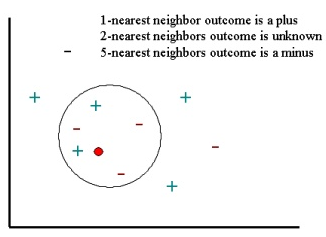 1-nearest neighbor outcome is a plus
2-nearest neighbors outcome is unknown
5-nearest neighbors outcome is a minus